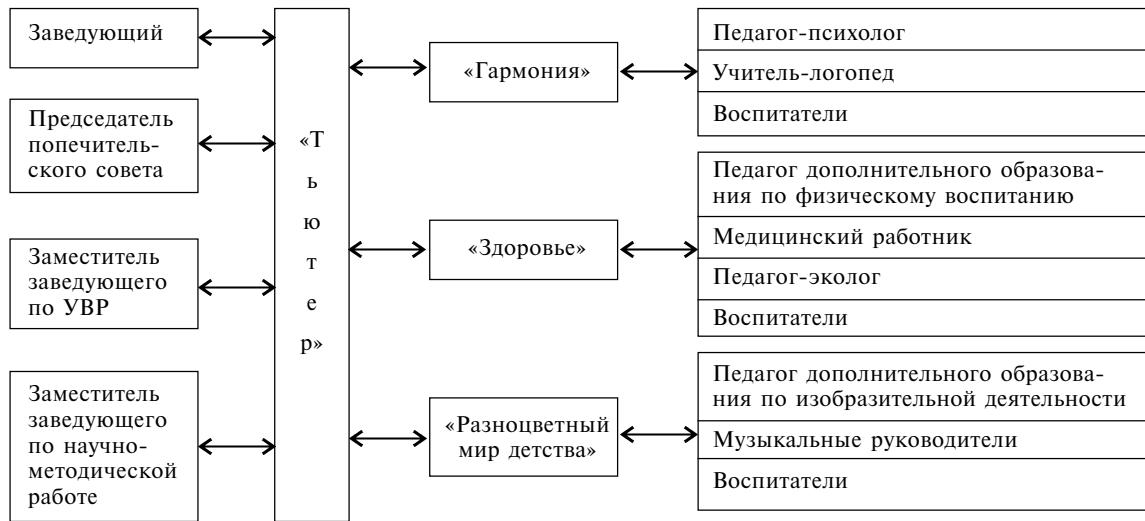 Заведующий
Председатель
попечитель-
ского совета
Заместитель
заведующего
по УВР
Заместитель
заведующего
по научно-
методической
работе
«Т
ь
ю
т
е
р»
«Гармония»
«Здоровье»
«Разноцветный
мир детства»
Педагог-психолог
Учитель-логопед
Воспитатели
Педагог дополнительного образова-
ния по физическому воспитанию
Медицинский работник
Педагог-эколог
Воспитатели
Педагог дополнительного образова-
ния по изобразительной деятельности
Музыкальные руководители
Воспитатели